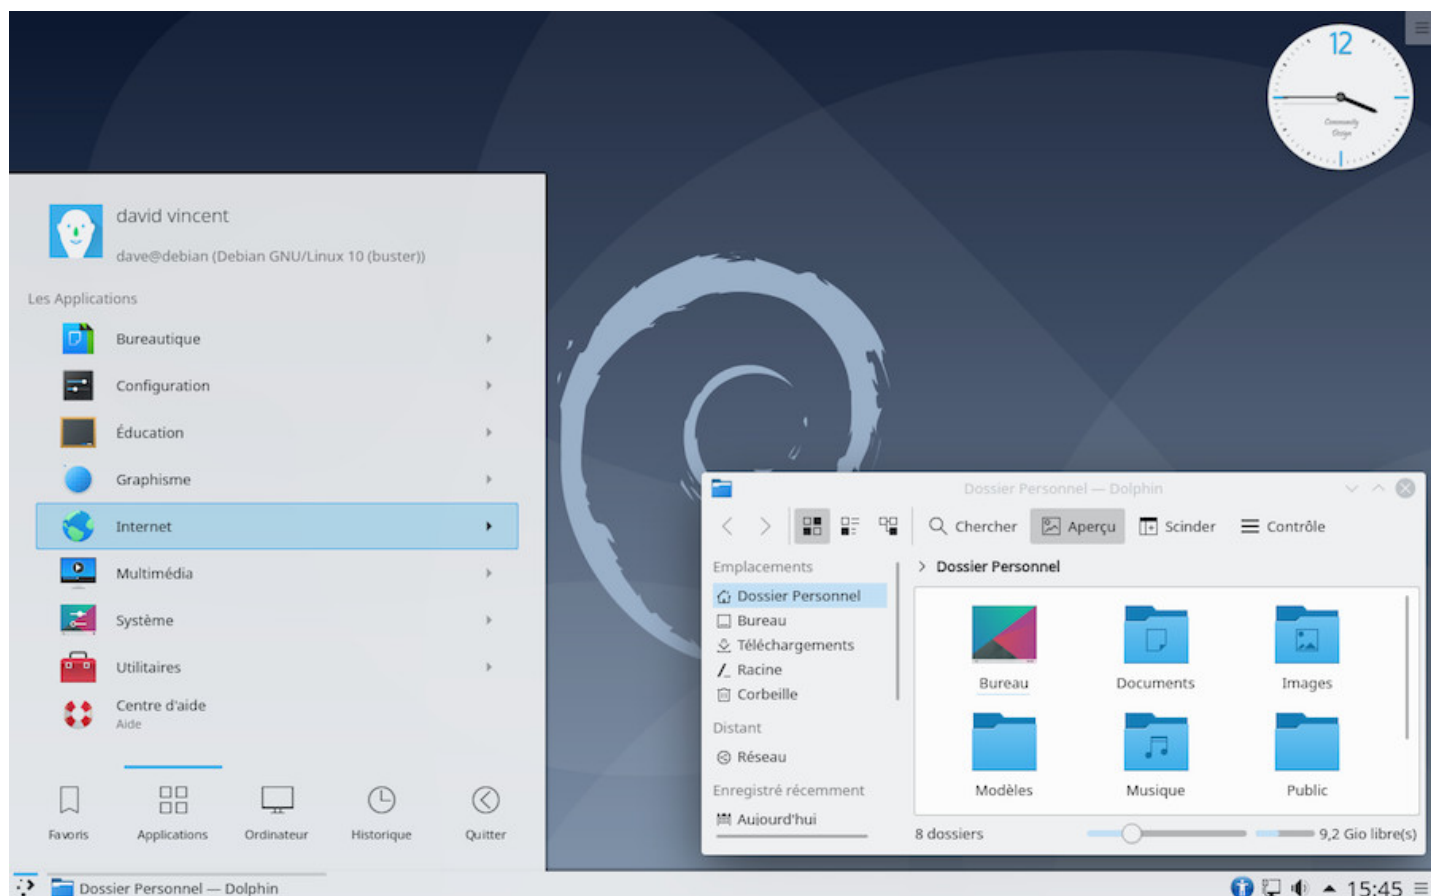 12
Community
Design
david vincent
dave@debian (Debian GNU/Linux 10 (buster))
Les Applications
Bureautique
Configuration
Éducation
Graphisme
Internet
Multimédia
Système
Utilitaires
Centre d'aide
Aide
Favoris Applications Ordinateur Historique Quitter
Dossier Personnel — Dolphin
Chercher Aperçu Scinder Contrôle
Emplacements
Dossier Personnel
Bureau
Téléchargements
Racine
Corbeille
Distant
Réseau
Enregistré récemment
Aujourd'hui
Dossier Personnel
Bureau Documents Images
Modèles Musique Public
8 dossiers 9,2 Gio libre(s)
Dossier Personnel — Dolphin 15:45